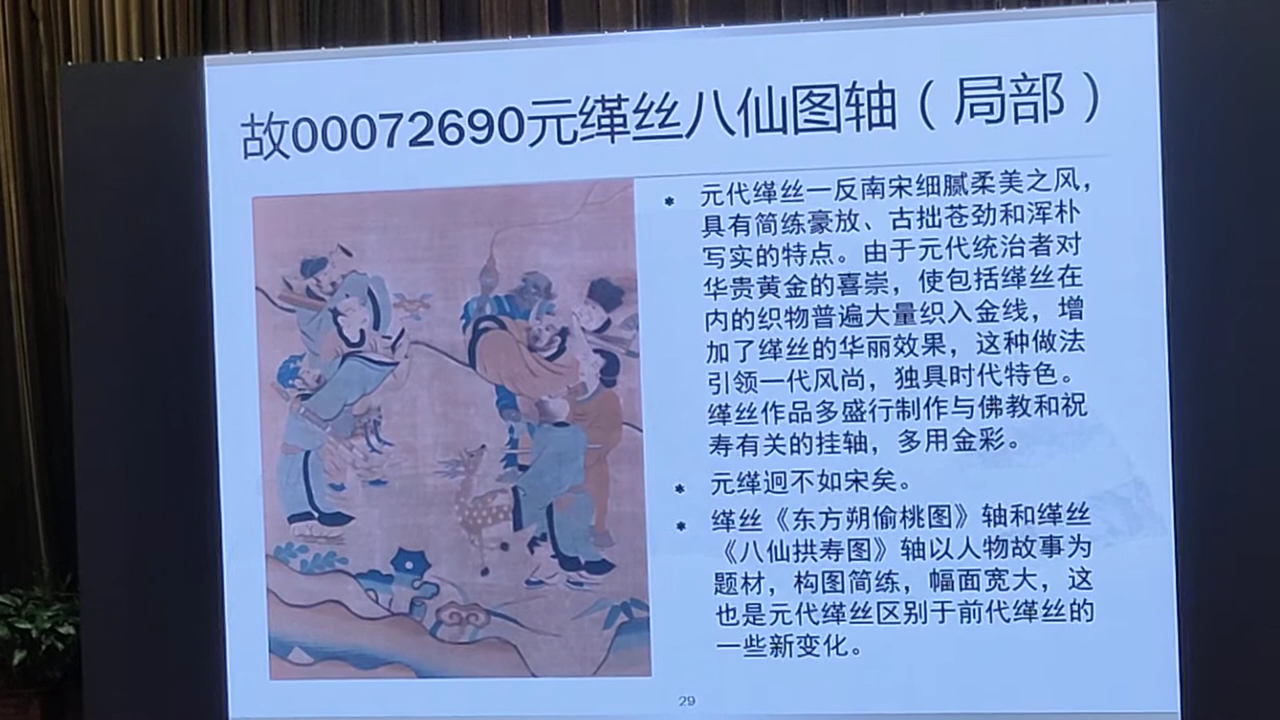 故00072690元缂丝八仙图轴（局部）
* 元代缂丝一反南宋细腻柔美之风，
具有简练豪放、古拙苍劲和浑朴
写实的特点。由于元代统治者对
华贵黄金的喜崇，使包括缂丝在
内的织物普遍大量织入金线，增
加了缂丝的华丽效果，这种做法
引领一代风尚，独具时代特色。
缂丝作品多盛行制作与佛教和祝
寿有关的挂轴，多用金彩。
* 元缂迥不如宋矣。
* 缂丝《东方朔偷桃图》轴和缂丝
《八仙拱寿图》轴以人物故事为
题材，构图简练，幅面宽大，这
也是元代缂丝区别于前代缂丝的
一些新变化。
29